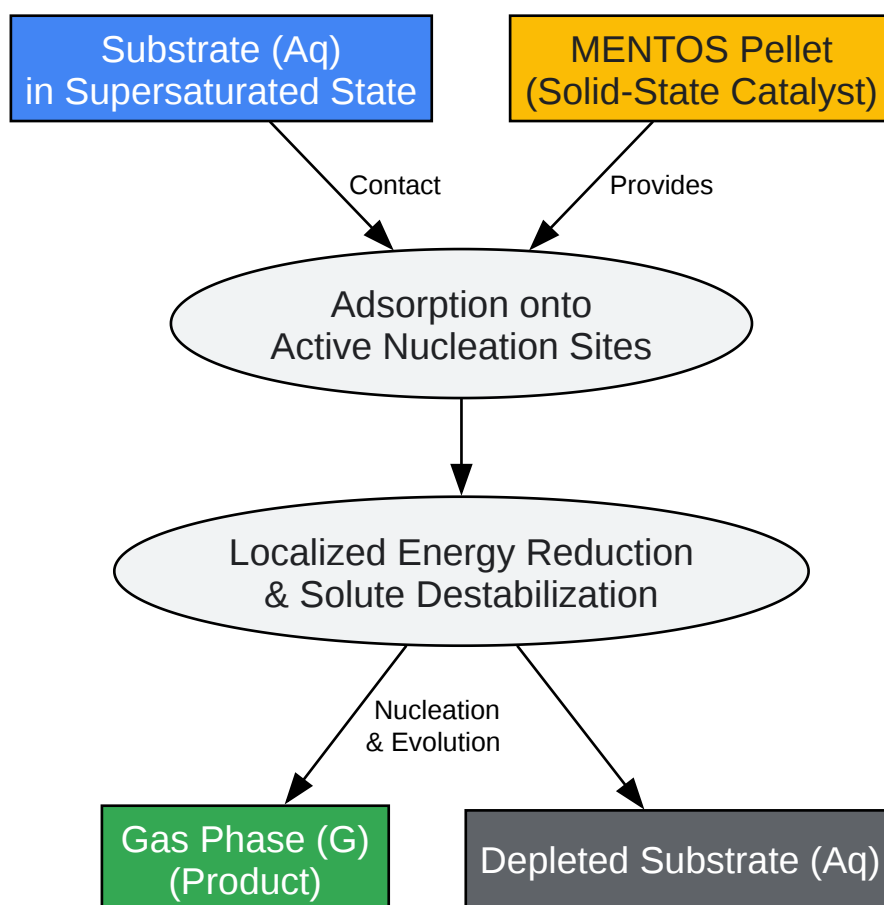 Substrate (Aq)
in Supersaturated State
MENTOS Pellet
(Solid-State Catalyst)
Contact
Provides
Adsorption onto
Active Nucleation Sites
Localized Energy Reduction
& Solute Destabilization
Nucleation
& Evolution
Gas Phase (G)
(Product)
Depleted Substrate (Aq)